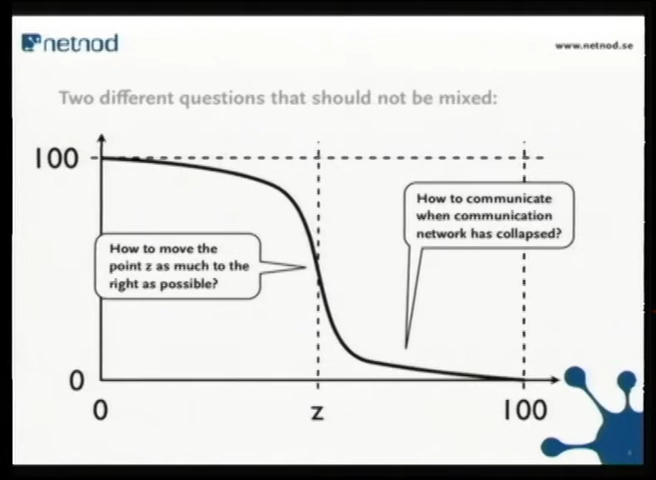 netnod
www.netnod.se
Two different questions that should not be mixed:
100
How to communicate
when communication
network has collapsed?
How to move the
point z as much to the
right as possible?
0
0
z
100